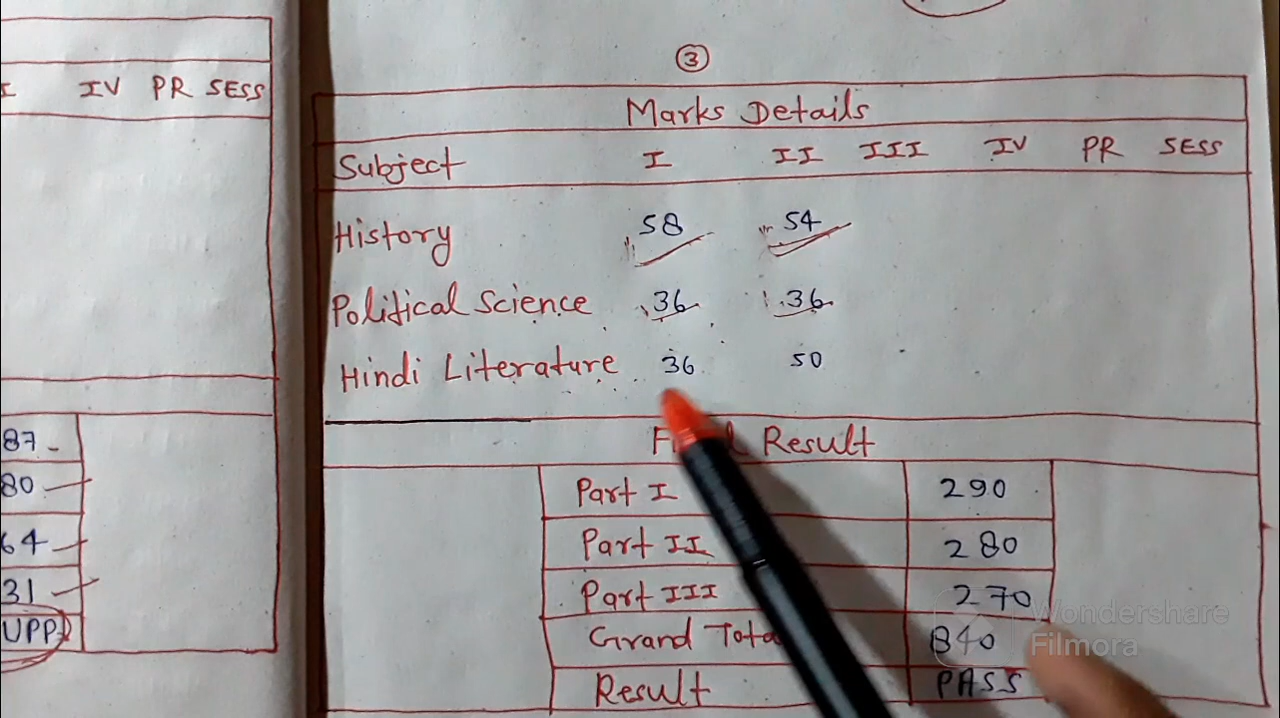 I IV PR SESS
87
80
64
31
UPP
3
Marks Details
Subject I II III IV PR SESS
History 58 54
Political Science 36 36
Hindi Literature 36 50
Result
Part I 290
Part II 280
Part III 270
Grand 840
Result PASS
Wondershare
Filmora